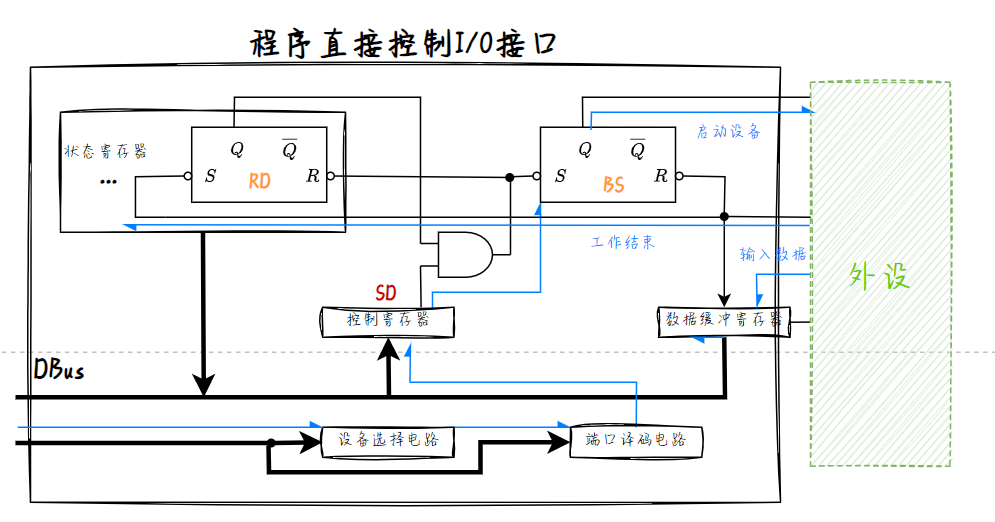 程序直接控制I/O接口
状态寄存器
...
Q
Q̅
S
RD
R
Q
Q̅
S
BS
R
启动设备
工作结束
输入数据
外设
SD
控制寄存器
数据缓冲寄存器
DBus
设备选择电路
端口译码电路